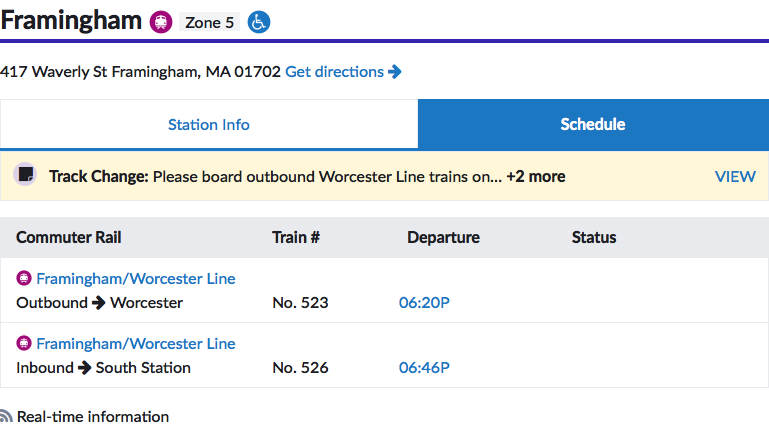 Framingham Zone 5
417 Waverly St Framingham, MA 01702 Get directions
Station Info Schedule
Track Change: Please board outbound Worcester Line trains on... +2 more VIEW
Commuter Rail Train # Departure Status
Framingham/Worcester Line
Outbound → Worcester No. 523 06:20P
Framingham/Worcester Line
Inbound → South Station No. 526 06:46P
Real-time information